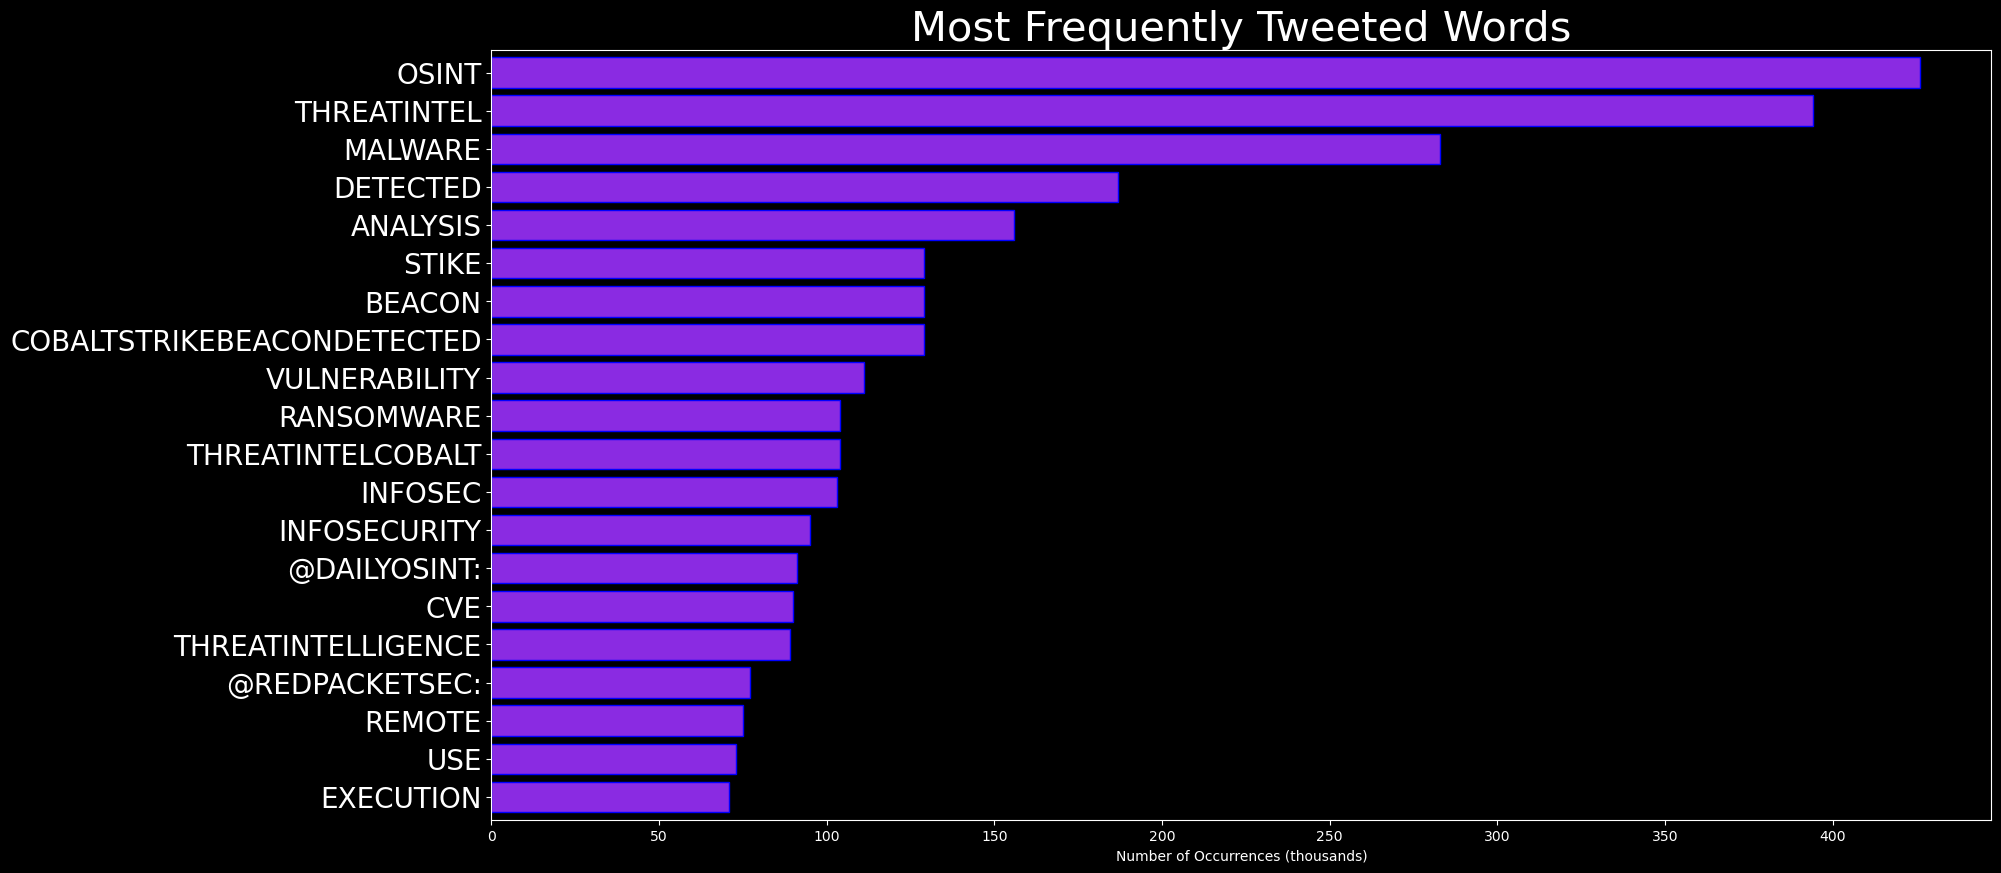 Most Frequently Tweeted Words
OSINT
THREATINTEL
MALWARE
DETECTED
ANALYSIS
STIKE
BEACON
COBALTSTRIKEBEACONDETECTED
VULNERABILITY
RANSOMWARE
THREATINTELCOBALT
INFOSEC
INFOSECURITY
@DAILYOSINT:
CVE
THREATINTELLIGENCE
@REDPACKETSEC:
REMOTE
USE
EXECUTION
0 50 100 150 200 250 300 350 400
Number of Occurrences (thousands)